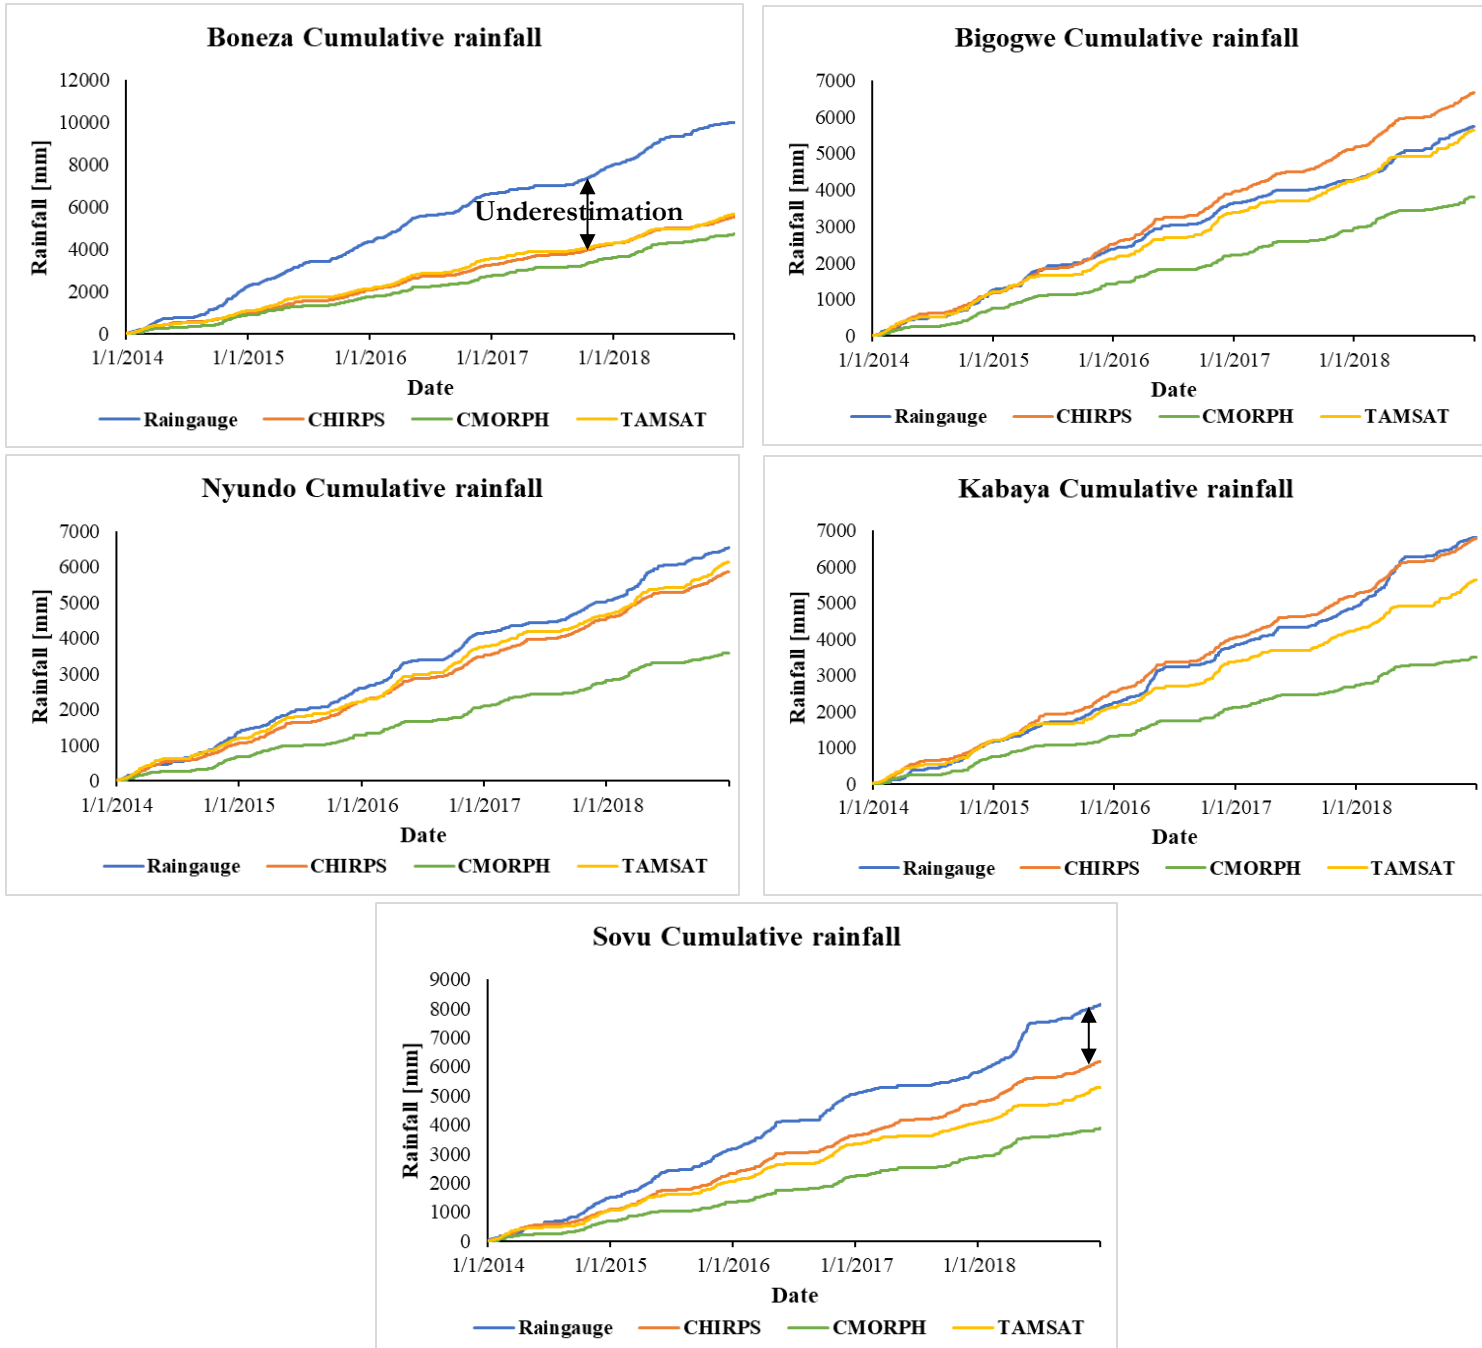 Boneza Cumulative rainfall
12000
10000
8000
6000
4000
2000
0
Rainfall [mm]
Underestimation
1/1/2014 1/1/2015 1/1/2016 1/1/2017 1/1/2018
Date
Raingauge CHIRPS CMORPH TAMSAT
Bigogwe Cumulative rainfall
7000
6000
5000
4000
3000
2000
1000
0
Rainfall [mm]
1/1/2014 1/1/2015 1/1/2016 1/1/2017 1/1/2018
Date
Raingauge CHIRPS CMORPH TAMSAT
Nyundo Cumulative rainfall
7000
6000
5000
4000
3000
2000
1000
0
Rainfall [mm]
1/1/2014 1/1/2015 1/1/2016 1/1/2017 1/1/2018
Date
Raingauge CHIRPS CMORPH TAMSAT
Kabaya Cumulative rainfall
7000
6000
5000
4000
3000
2000
1000
0
Rainfall [mm]
1/1/2014 1/1/2015 1/1/2016 1/1/2017 1/1/2018
Date
Raingauge CHIRPS CMORPH TAMSAT
Sovu Cumulative rainfall
9000
8000
7000
6000
5000
4000
3000
2000
1000
0
Rainfall [mm]
1/1/2014 1/1/2015 1/1/2016 1/1/2017 1/1/2018
Date
Raingauge CHIRPS CMORPH TAMSAT